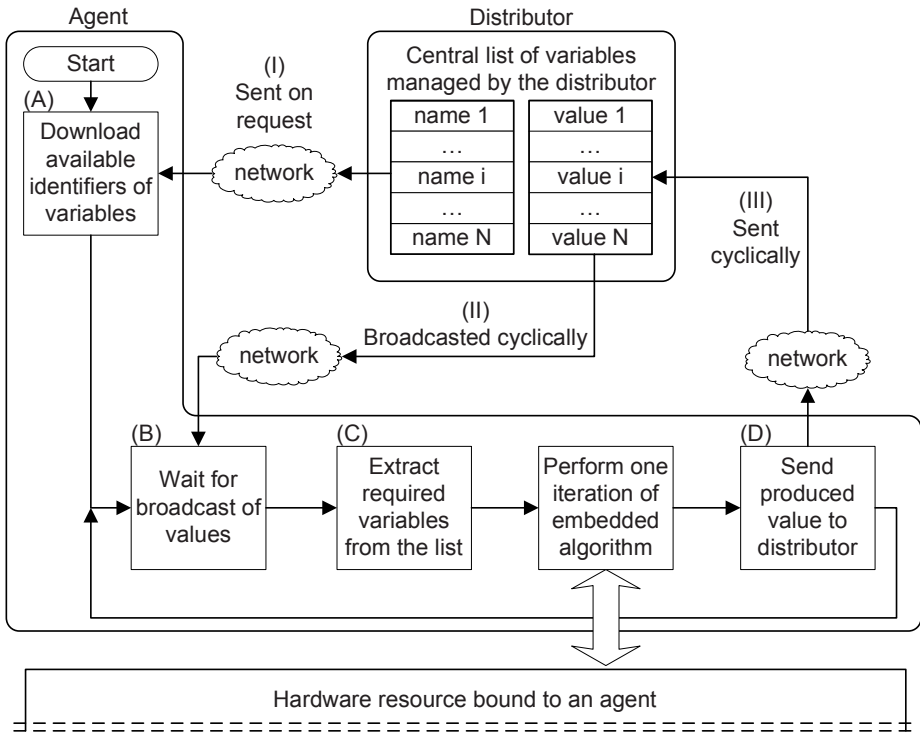 Agent
Distributor
Start
(A)
Download
available
identifiers of
variables
(I)
Sent on
request
network
Central list of variables
managed by the distributor
name 1
...
name i
...
name N
value 1
...
value i
...
value N
(III)
Sent
cyclically
(II)
Broadcasted cyclically
network
network
(B)
Wait for
broadcast of
values
(C)
Extract
required
variables
from the list
Perform one
iteration of
embedded
algorithm
(D)
Send
produced
value to
distributor
Hardware resource bound to an agent